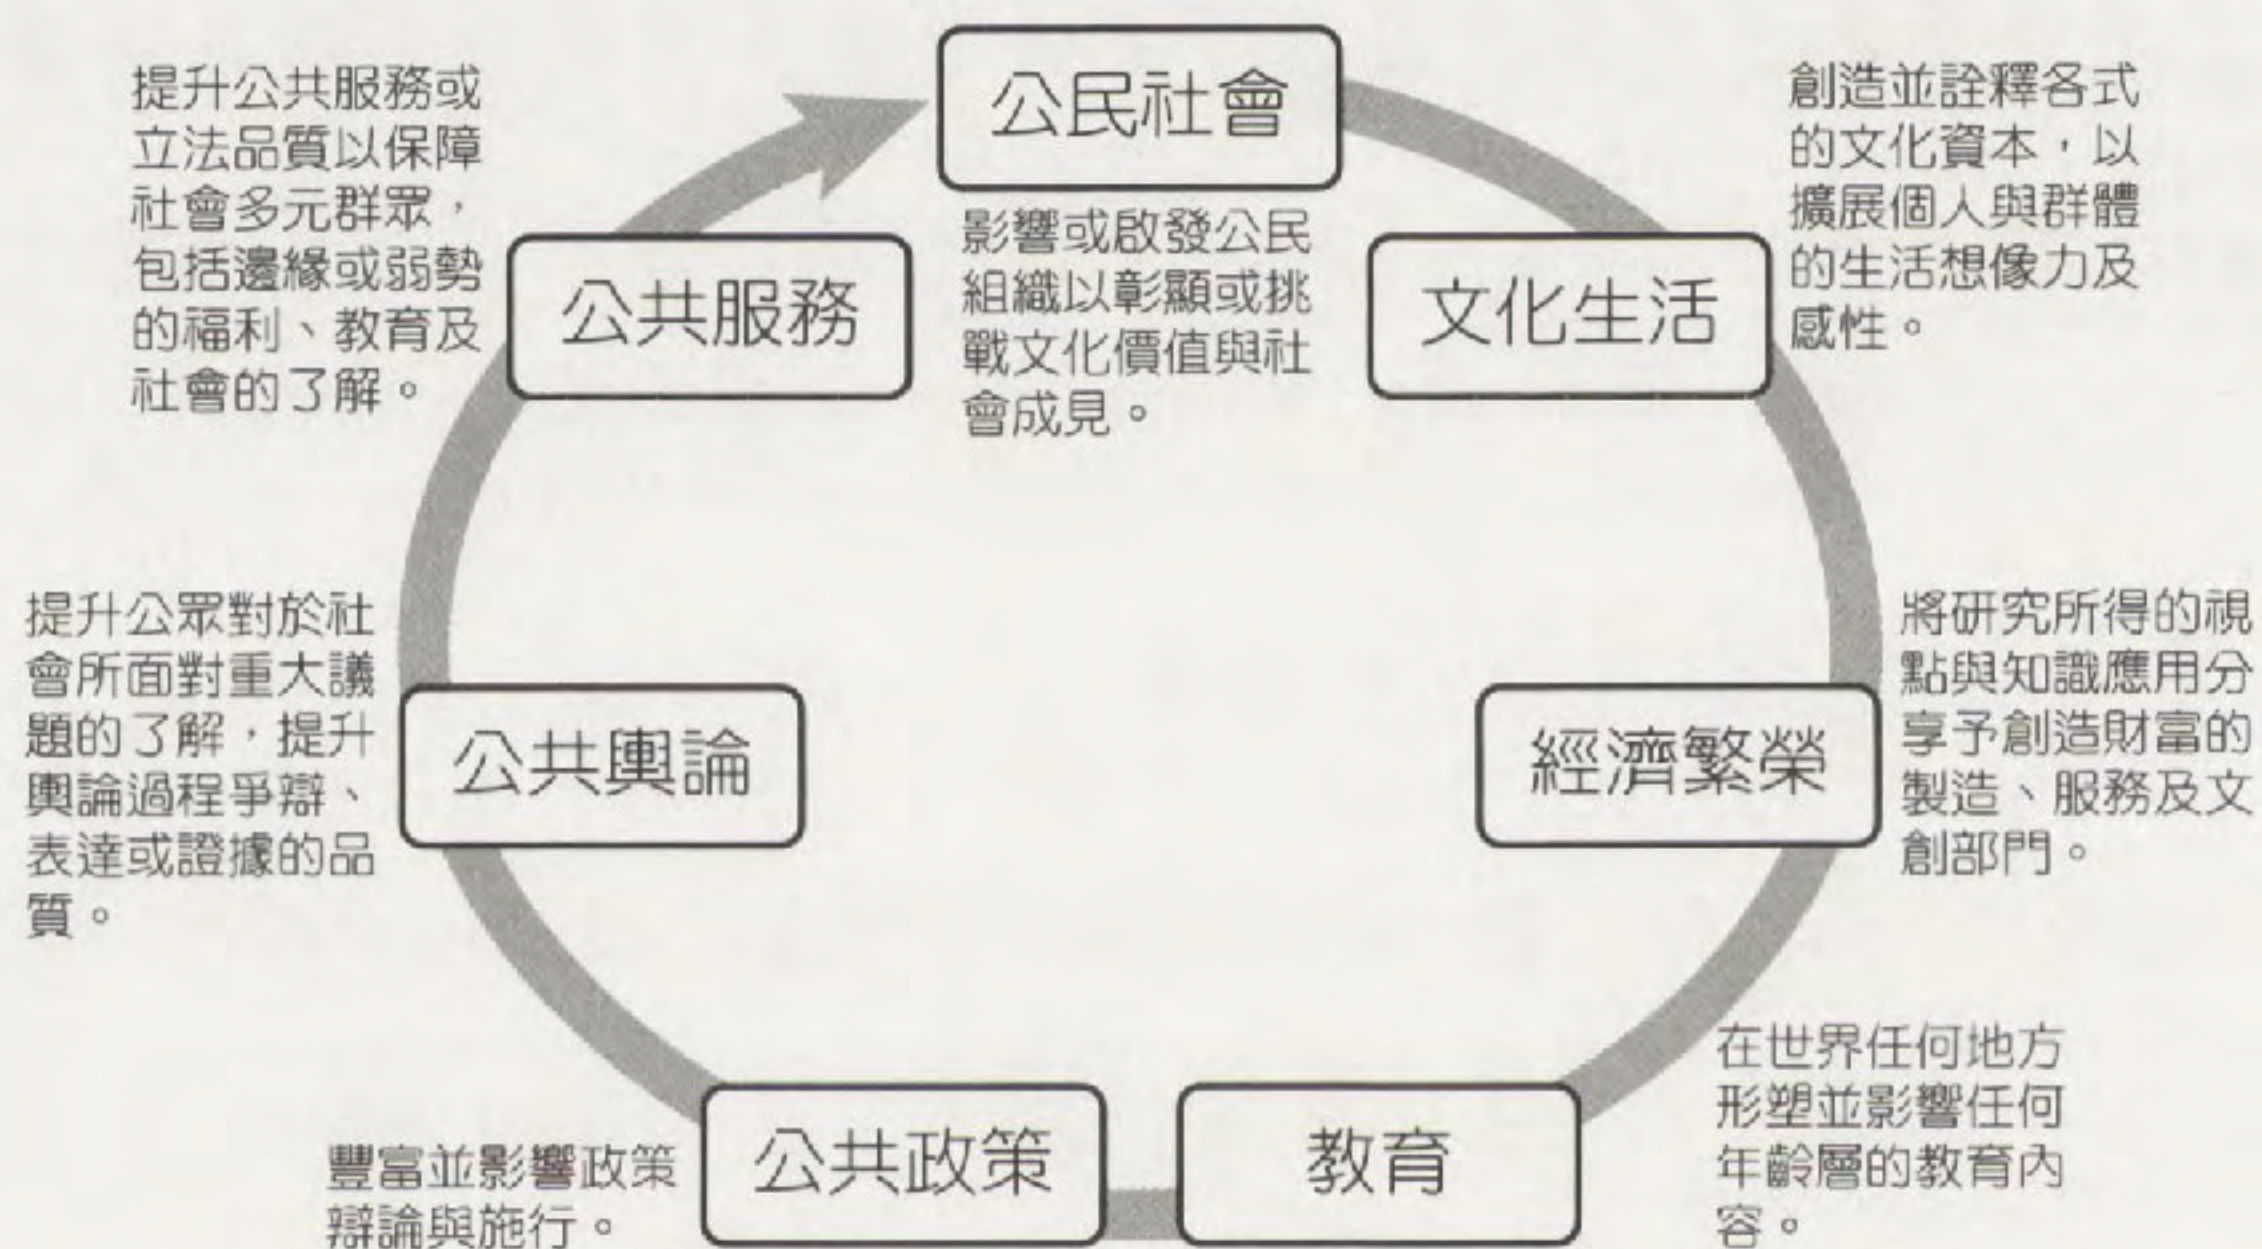 公民社會
影響或啟發公民
組織以彰顯或挑
戰文化價值與社
會成見。
文化生活
創造並詮釋各式
的文化資本，以
擴展個人與群體
的生活想像力及
感性。
經濟繁榮
將研究所得的視
點與知識應用分
享予創造財富的
製造、服務及文
創部門。
教育
在世界任何地方
形塑並影響任何
年齡層的教育內
容。
公共政策
豐富並影響政策
辯論與施行。
公共輿論
提升公眾對於社
會所面對重大議
題的了解，提升
輿論過程爭辯、
表達或證據的品
質。
公共服務
提升公共服務或
立法品質以保障
社會多元群眾，
包括邊緣或弱勢
的福利、教育及
社會的了解。